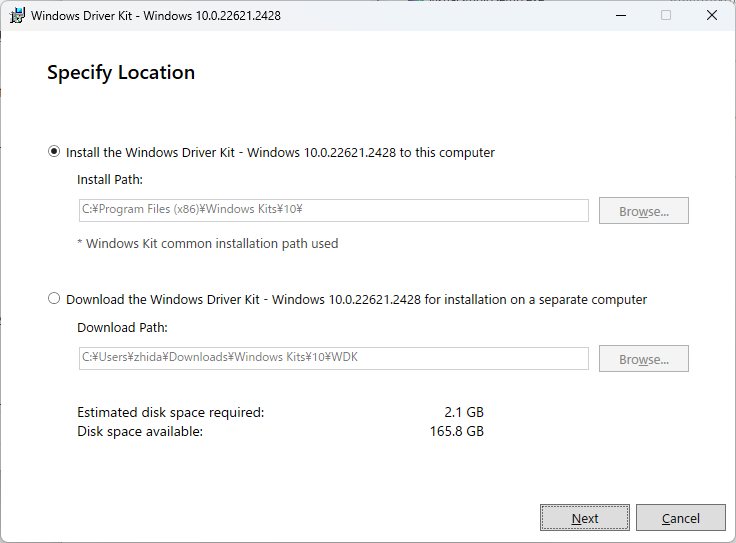 Windows Driver Kit - Windows 10.0.22621.2428
Specify Location
Install the Windows Driver Kit - Windows 10.0.22621.2428 to this computer
Install Path:
C:¥Program Files (x86)¥Windows Kits¥10¥
Browse...
* Windows Kit common installation path used
Download the Windows Driver Kit - Windows 10.0.22621.2428 for installation on a separate computer
Download Path:
C:¥Users¥zhida¥Downloads¥Windows Kits¥10¥WDK
Browse...
Estimated disk space required: 2.1 GB
Disk space available: 165.8 GB
Next
Cancel